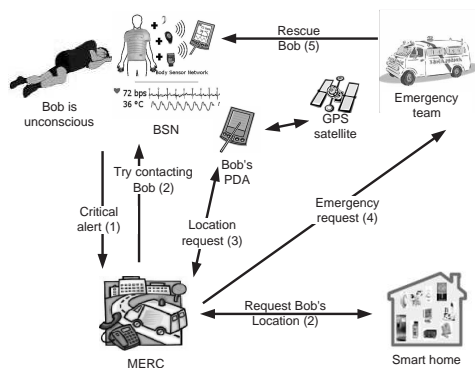 Rescue
Bob (5)
Body Sensor Network
72 bps
36 °C
Bob is
unconscious
BSN
GPS
satellite
Emergency
team
Bob's
PDA
Try contacting
Bob (2)
Critical
alert (1)
Location
request (3)
Emergency
request (4)
Request Bob's
Location (2)
MERC
Smart home